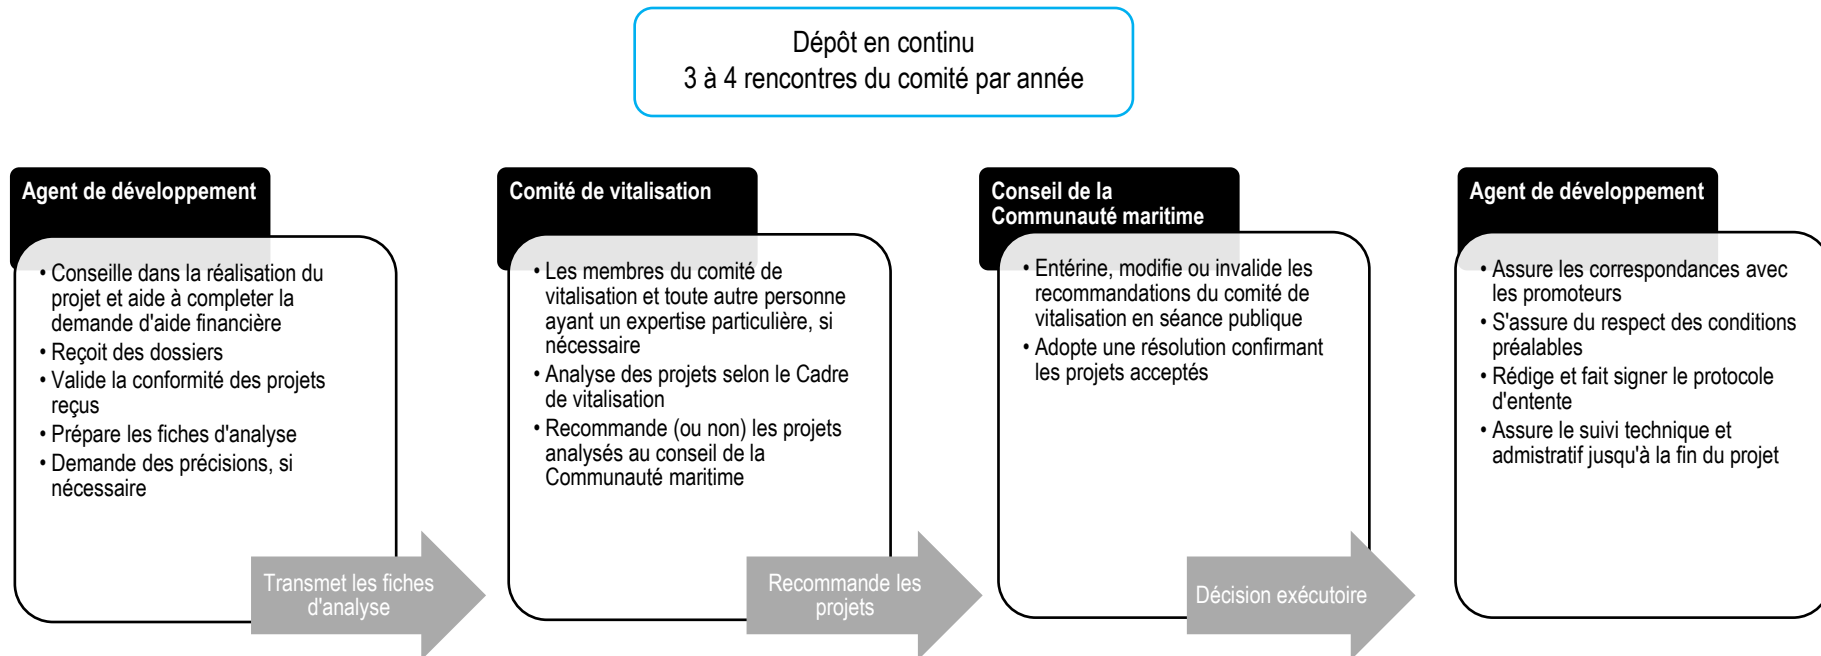 Dépôt en continu
3 à 4 rencontres du comité par année
Agent de développement
• Conseille dans la réalisation du
projet et aide à completer la
demande d'aide financière
• Reçoit des dossiers
• Valide la conformité des projets
reçus
• Prépare les fiches d'analyse
• Demande des précisions, si
nécessaire
Transmet les fiches
d'analyse
Comité de vitalisation
• Les membres du comité de
vitalisation et toute autre personne
ayant un expertise particulière, si
nécessaire
• Analyse des projets selon le Cadre
de vitalisation
• Recommande (ou non) les projets
analysés au conseil de la
Communauté maritime
Recommande les
projets
Conseil de la
Communauté maritime
• Entérine, modifie ou invalide les
recommandations du comité de
vitalisation en séance publique
• Adopte une résolution confirmant
les projets acceptés
Décision exécutoire
Agent de développement
• Assure les correspondances avec
les promoteurs
• S'assure du respect des conditions
préalables
• Rédige et fait signer le protocole
d'entente
• Assure le suivi technique et
admistratif jusqu'à la fin du projet